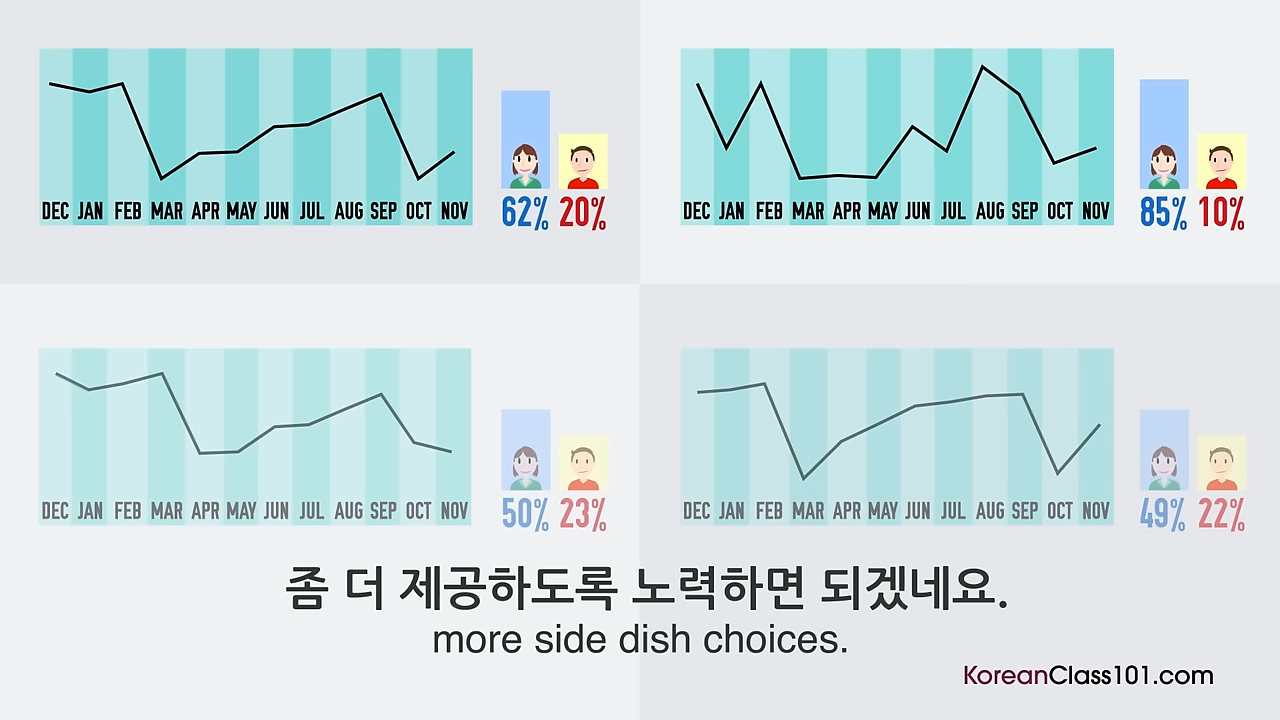 DEC JAN FEB MAR APR MAY JUN JUL AUG SEP OCT NOV
62% 20%
DEC JAN FEB MAR APR MAY JUN JUL AUG SEP OCT NOV
85% 10%
DEC JAN FEB MAR APR MAY JUN JUL AUG SEP OCT NOV
50% 23%
DEC JAN FEB MAR APR MAY JUN JUL AUG SEP OCT NOV
49% 22%
좀 더 제공하도록 노력하면 되겠네요.
more side dish choices.
KoreanClass101.com